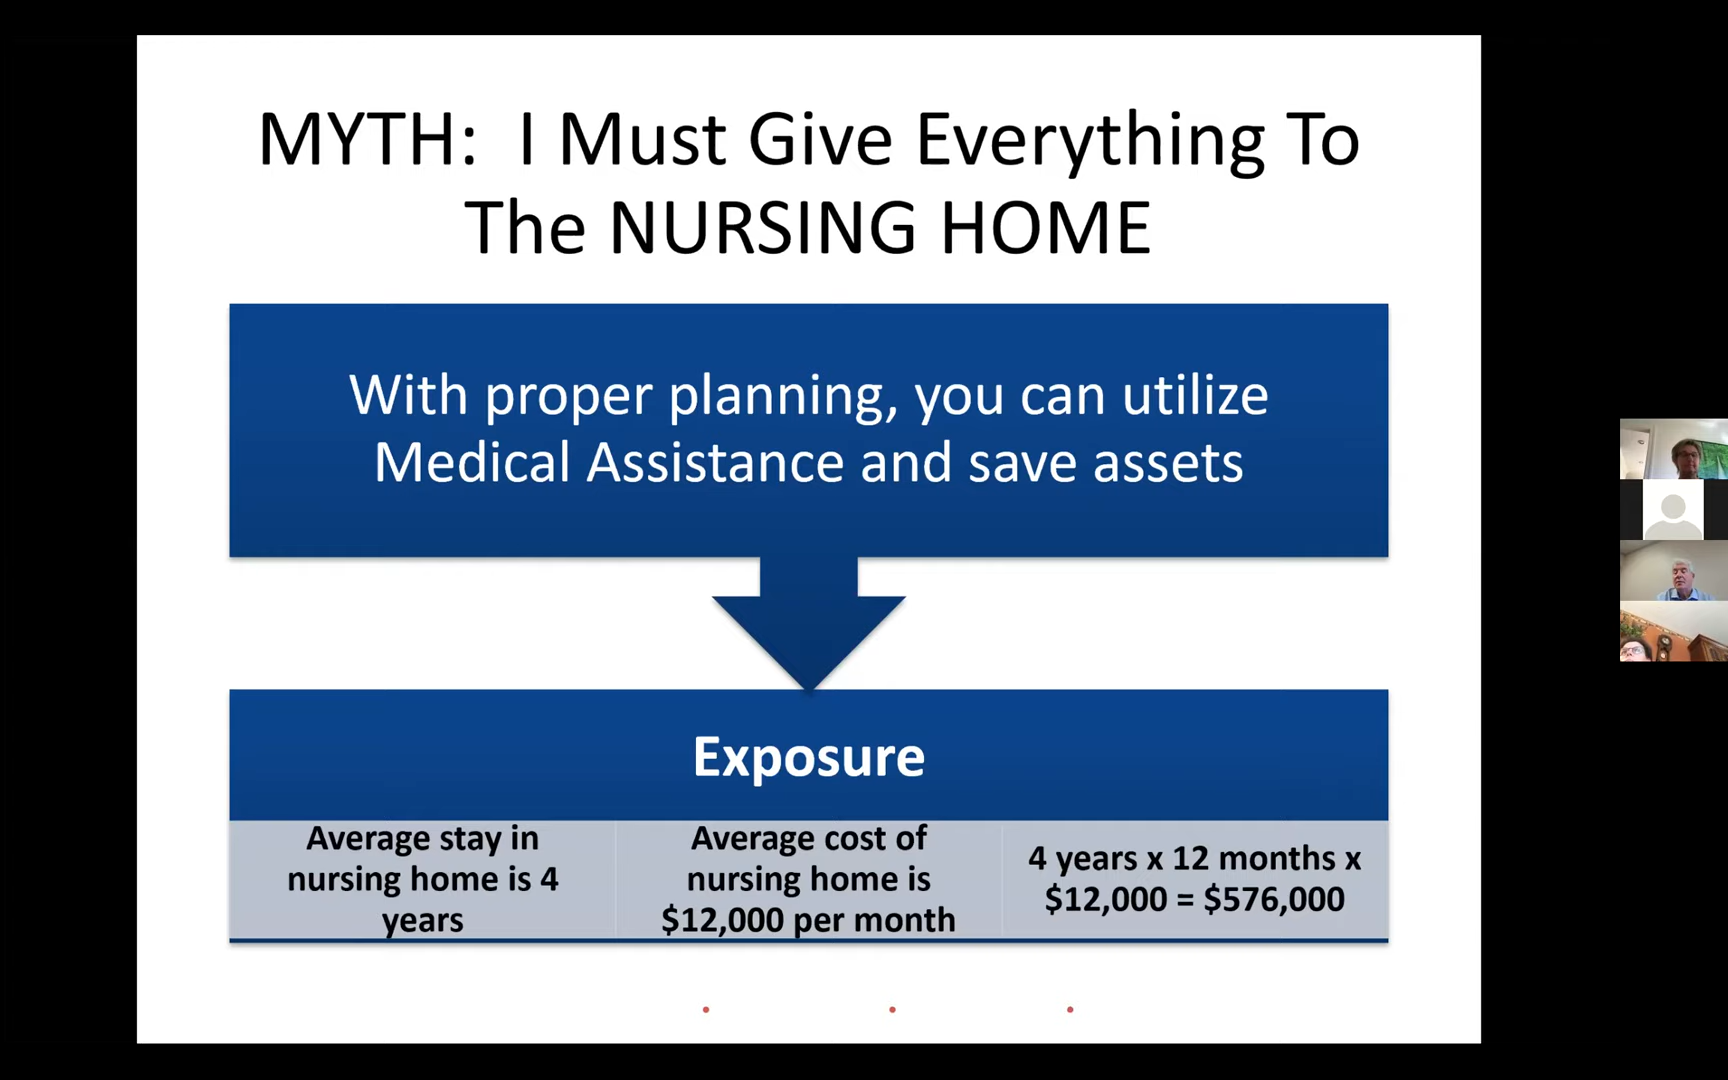 MYTH: I Must Give Everything To
The NURSING HOME
With proper planning, you can utilize
Medical Assistance and save assets
Exposure
Average stay in
nursing home is 4
years
Average cost of
nursing home is
$12,000 per month
4 years x 12 months x
$12,000 = $576,000